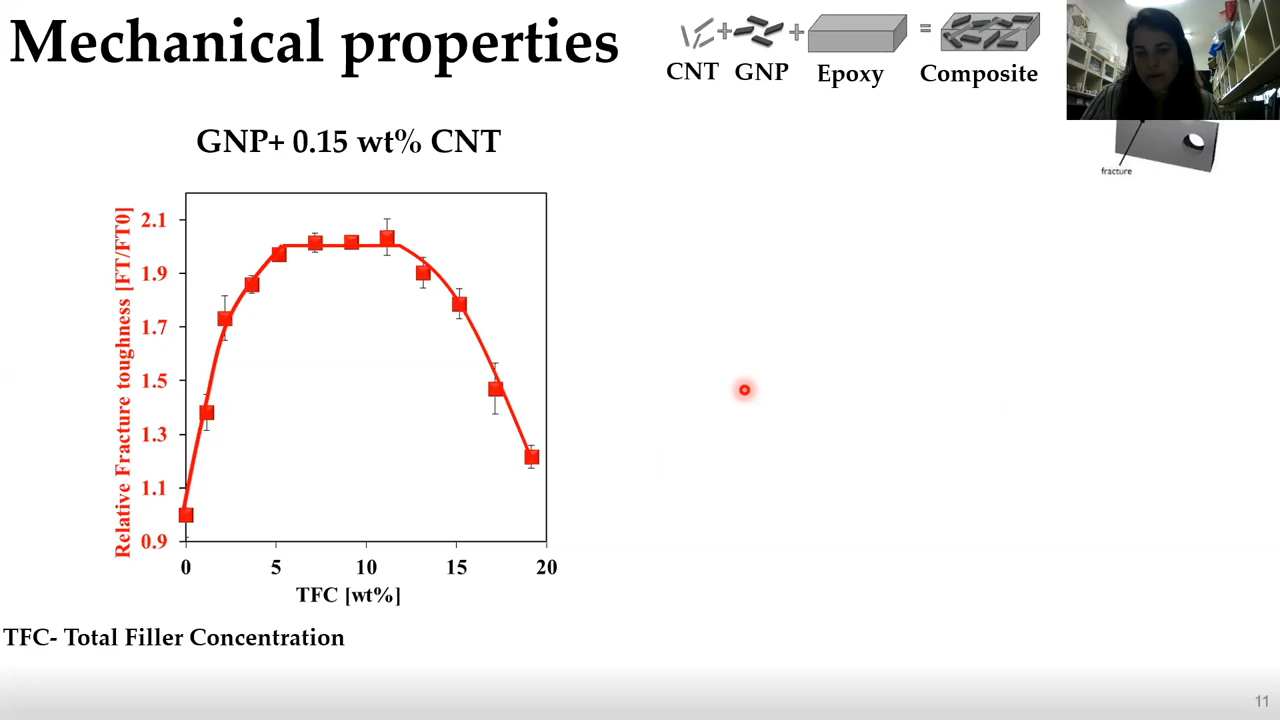 Mechanical properties
CNT + GNP + Epoxy = Composite
fracture
GNP+ 0.15 wt% CNT
Relative Fracture toughness [FT/FT0]
2.1
1.9
1.7
1.5
1.3
1.1
0.9
0 5 10 15 20
TFC [wt%]
TFC- Total Filler Concentration
11